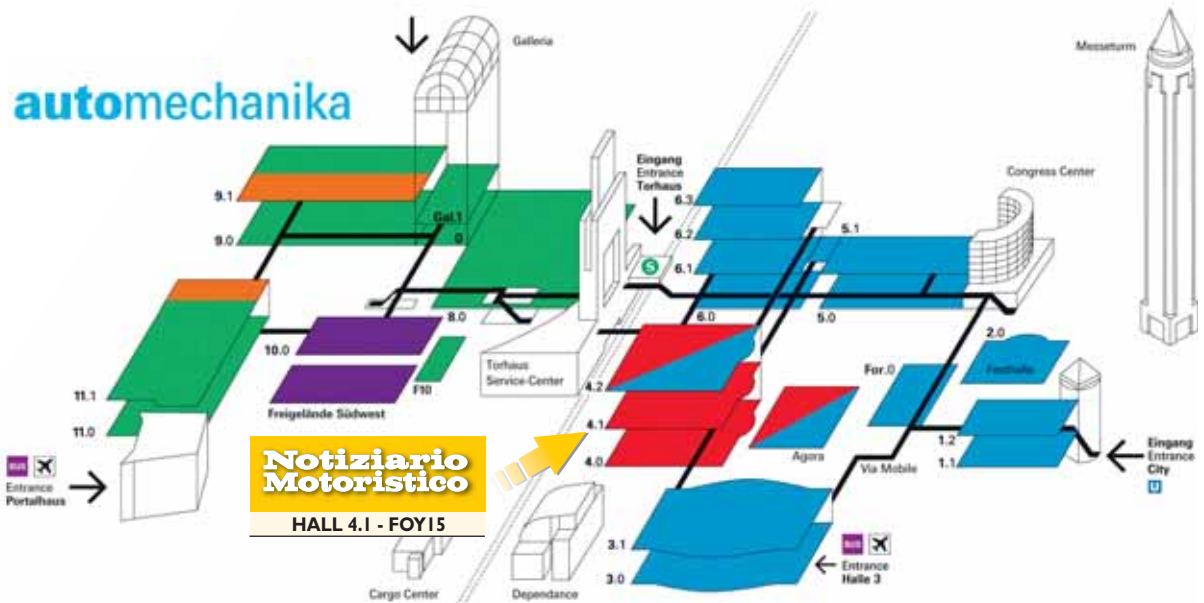 automechanika
Galleria
Messeturm
Eingang
Entrance
Torhaus
Congress Center
9.1
9.0
Gal.1
0
S
6.3
6.2
6.1
6.0
5.1
5.0
8.0
10.0
F10
Freigelände Südwest
Torhaus
Service-Center
11.1
11.0
4.2
4.1
4.0
Agora
For.0
2.0
Festhalle
1.2
1.1
Via Mobile
Eingang
Entrance
City
U
BUS
Entrance
Portalhaus
Notiziario
Motoristico
HALL 4.1 - FOY15
3.1
3.0
BUS
Entrance
Halle 3
Cargo Center
Dependance